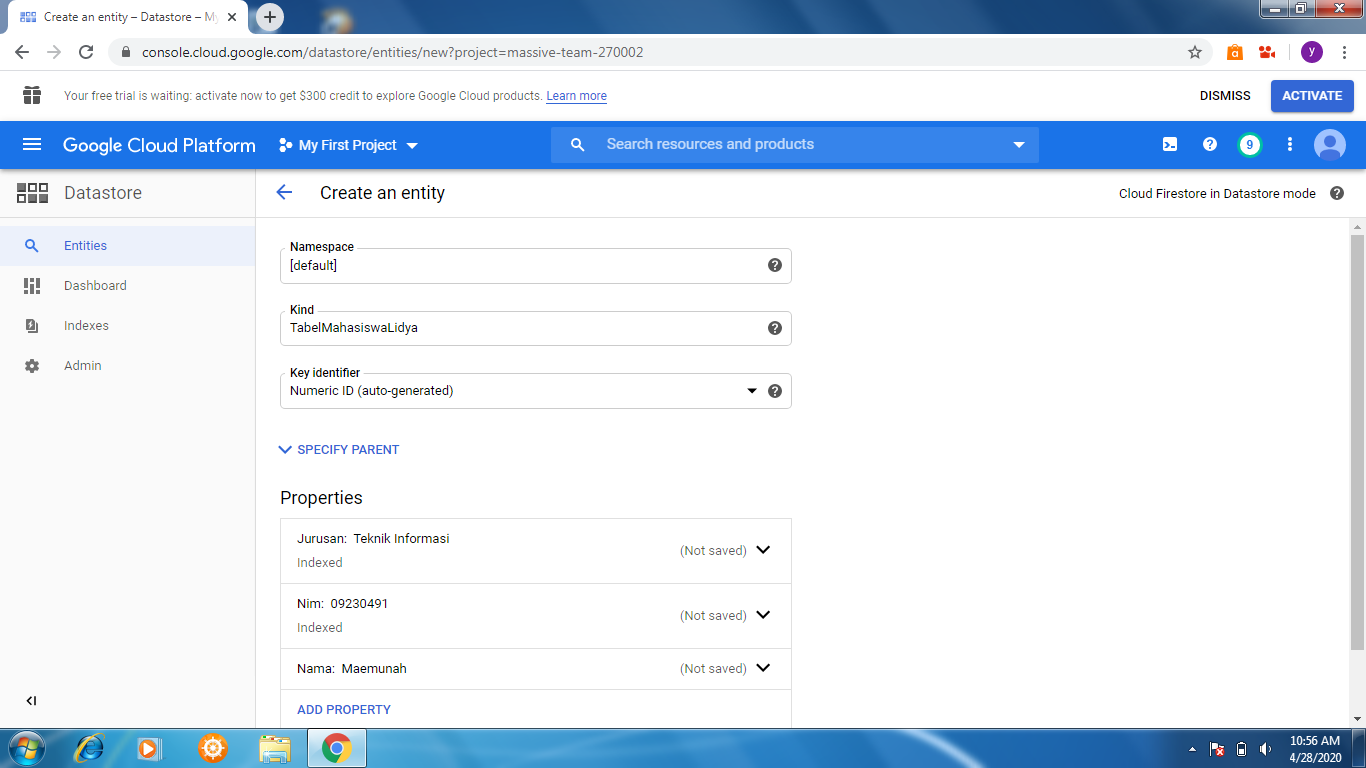 Create an entity – Datastore – My
console.cloud.google.com/datastore/entities/new?project=massive-team-270002
y
Your free trial is waiting: activate now to get $300 credit to explore Google Cloud products. Learn more
DISMISS
ACTIVATE
Google Cloud Platform
My First Project
Search resources and products
9
Datastore
Create an entity
Cloud Firestore in Datastore mode
Entities
Dashboard
Indexes
Admin
Namespace
[default]
Kind
TabelMahasiswaLidya
Key identifier
Numeric ID (auto-generated)
SPECIFY PARENT
Properties
Jurusan: Teknik Informasi
Indexed
(Not saved)
Nim: 09230491
Indexed
(Not saved)
Nama: Maemunah
(Not saved)
ADD PROPERTY
10:56 AM
4/28/2020